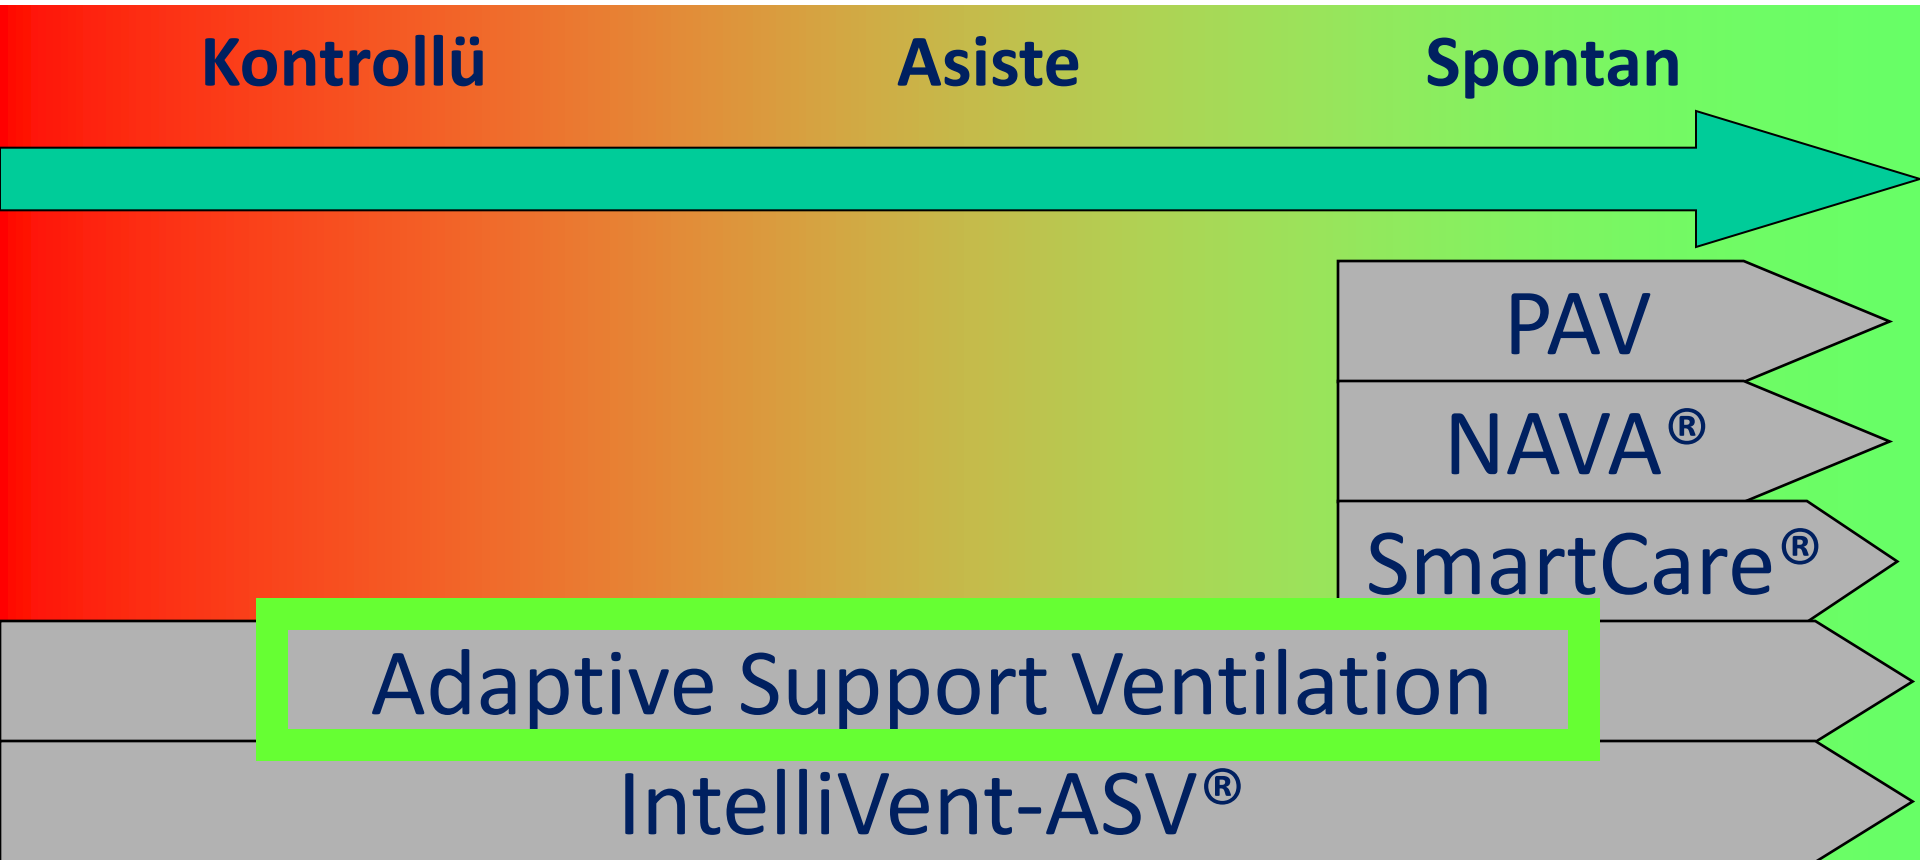 Kontrollü Asiste Spontan
PAV
NAVA®
SmartCare®
Adaptive Support Ventilation
IntelliVent-ASV®